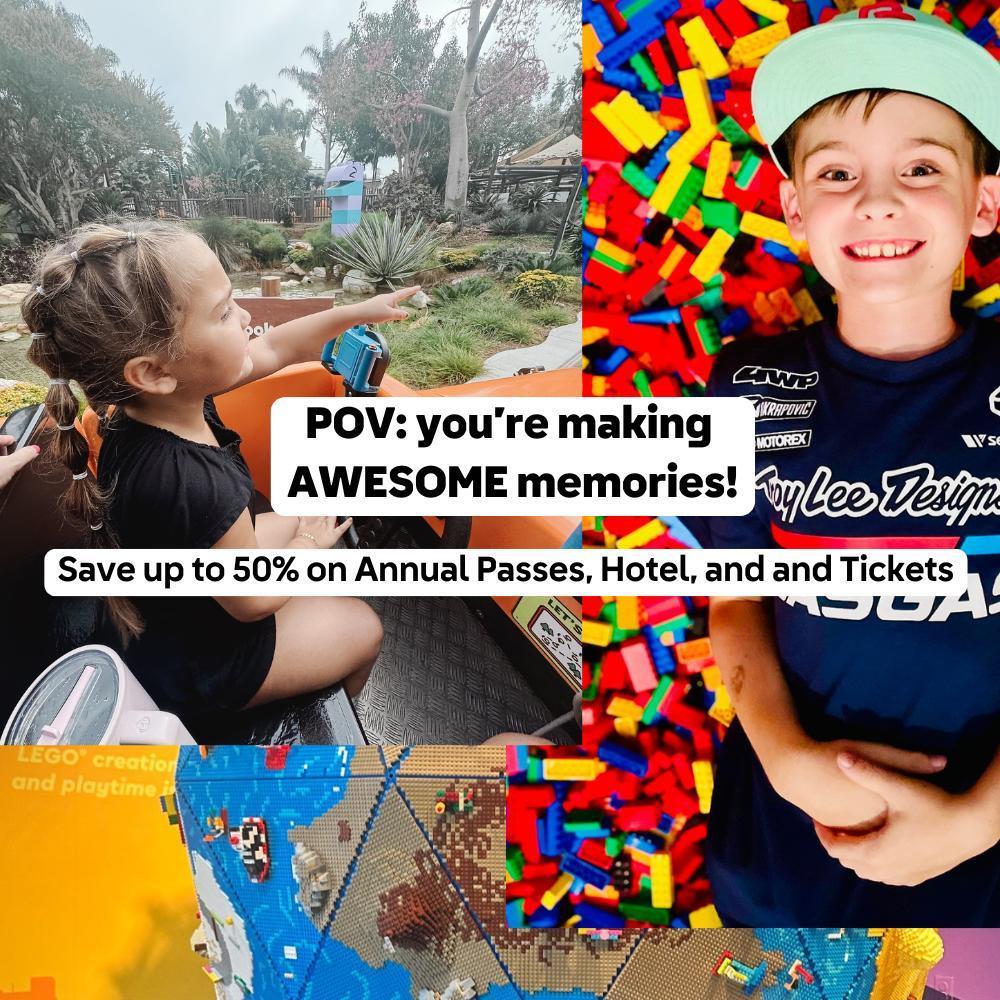 POV: you're making
AWESOME memories!
Save up to 50% on Annual Passes, Hotel, and and Tickets
4WP
MOTOREX
Troy Lee Designs
LET'S
LEGO® creation
and playtime i